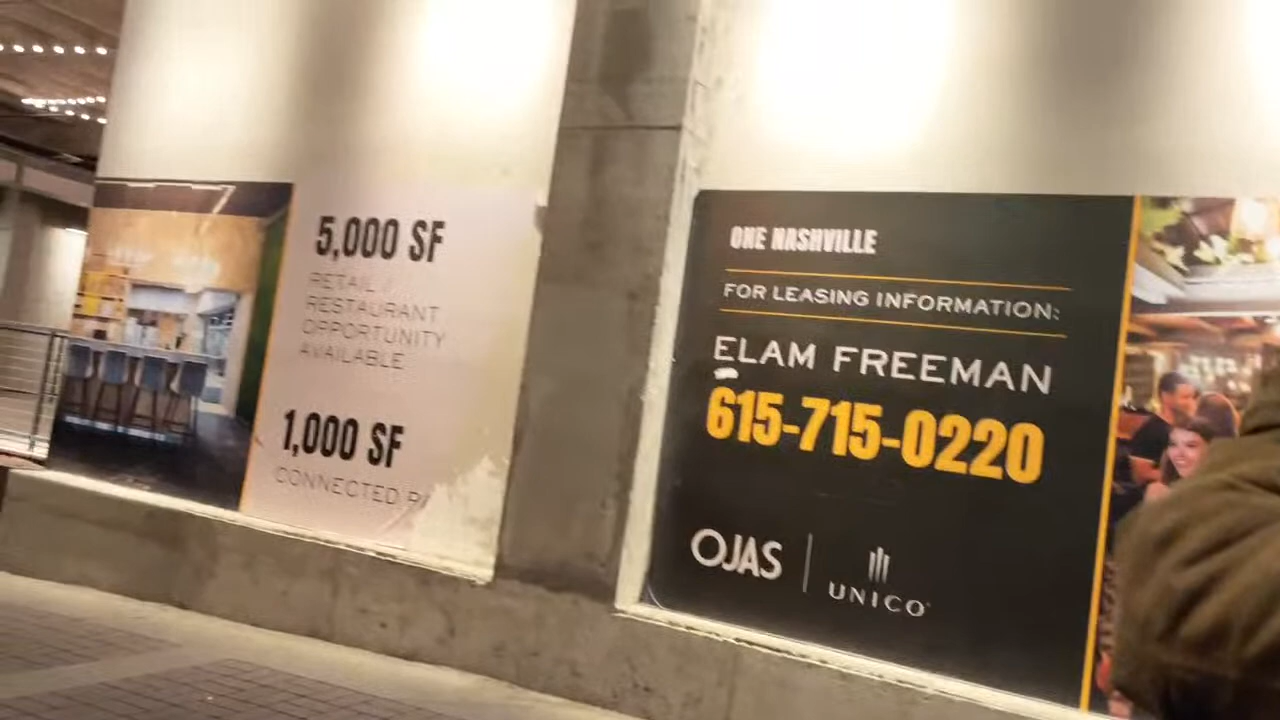 5,000 SF
RETAIL /
RESTAURANT
OPPORTUNITY
AVAILABLE
1,000 SF
CONNECTED
ONE NASHVILLE
FOR LEASING INFORMATION:
ELAM FREEMAN
615-715-0220
OJAS
UNICO